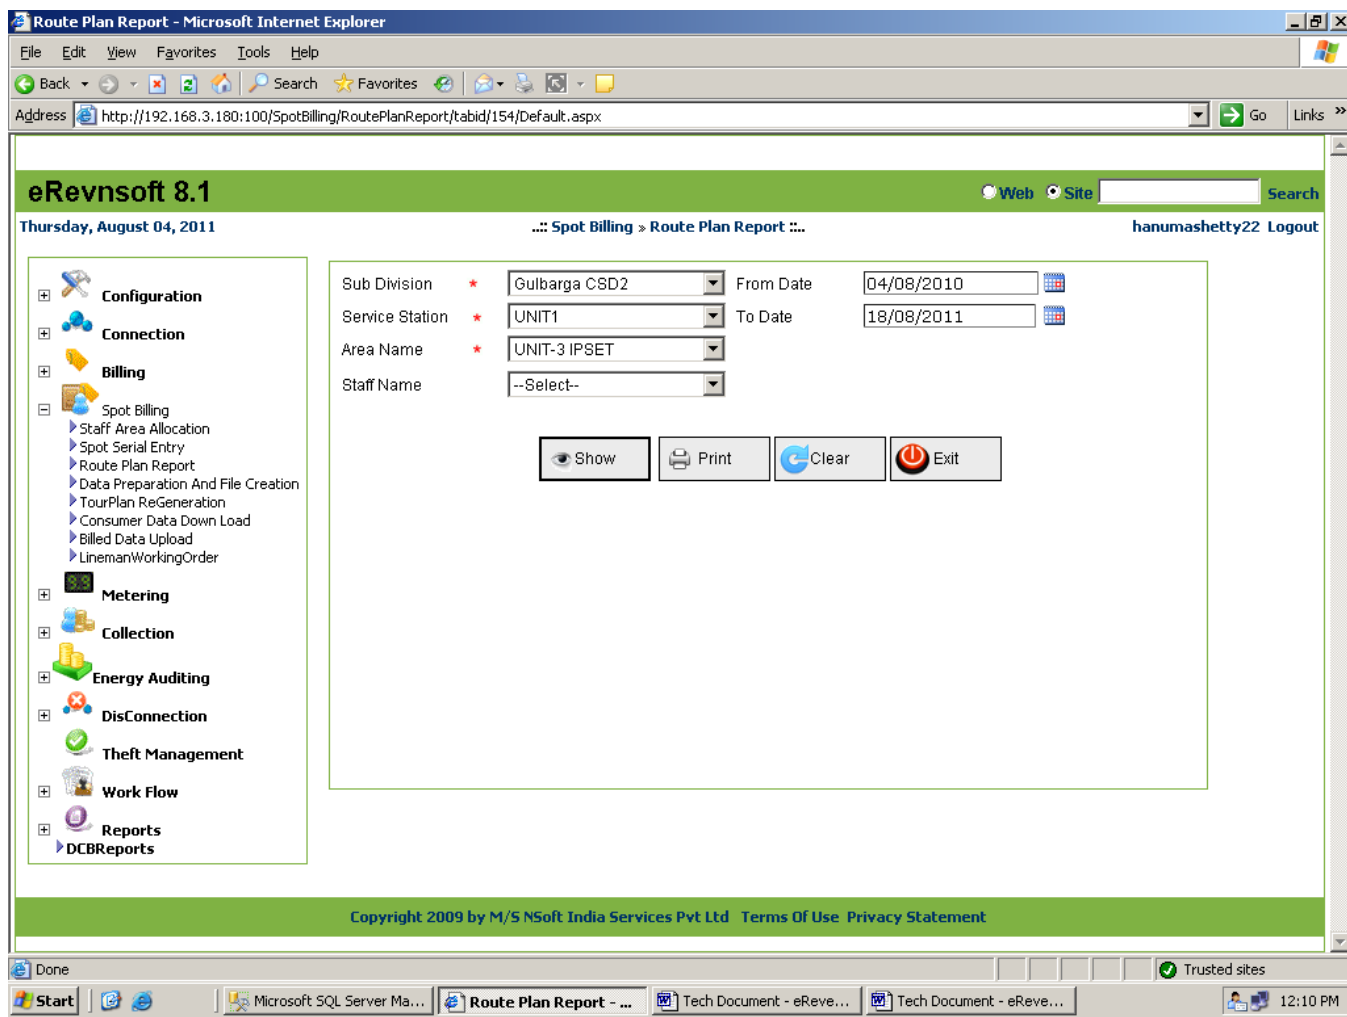 Route Plan Report - Microsoft Internet Explorer
File Edit View Favorites Tools Help
Back Search Favorites
Address http://192.168.3.180:100/SpotBilling/RoutePlanReport/tabid/154/Default.aspx Go Links »
eRevnsoft 8.1 Web Site Search
Thursday, August 04, 2011 ..:: Spot Billing » Route Plan Report ::.. hanumashetty22 Logout
Configuration
Connection
Billing
Spot Billing
Staff Area Allocation
Spot Serial Entry
Route Plan Report
Data Preparation And File Creation
TourPlan ReGeneration
Consumer Data Down Load
Billed Data Upload
LinemanWorkingOrder
Metering
Collection
Energy Auditing
DisConnection
Theft Management
Work Flow
Reports
DCBReports
Sub Division * Gulbarga CSD2 From Date 04/08/2010
Service Station * UNIT1 To Date 18/08/2011
Area Name * UNIT-3 IPSET
Staff Name --Select--
Show Print Clear Exit
Copyright 2009 by M/S NSoft India Services Pvt Ltd Terms Of Use Privacy Statement
Done Trusted sites
Start Microsoft SQL Server Ma... Route Plan Report - ... Tech Document - eReve... Tech Document - eReve... 12:10 PM